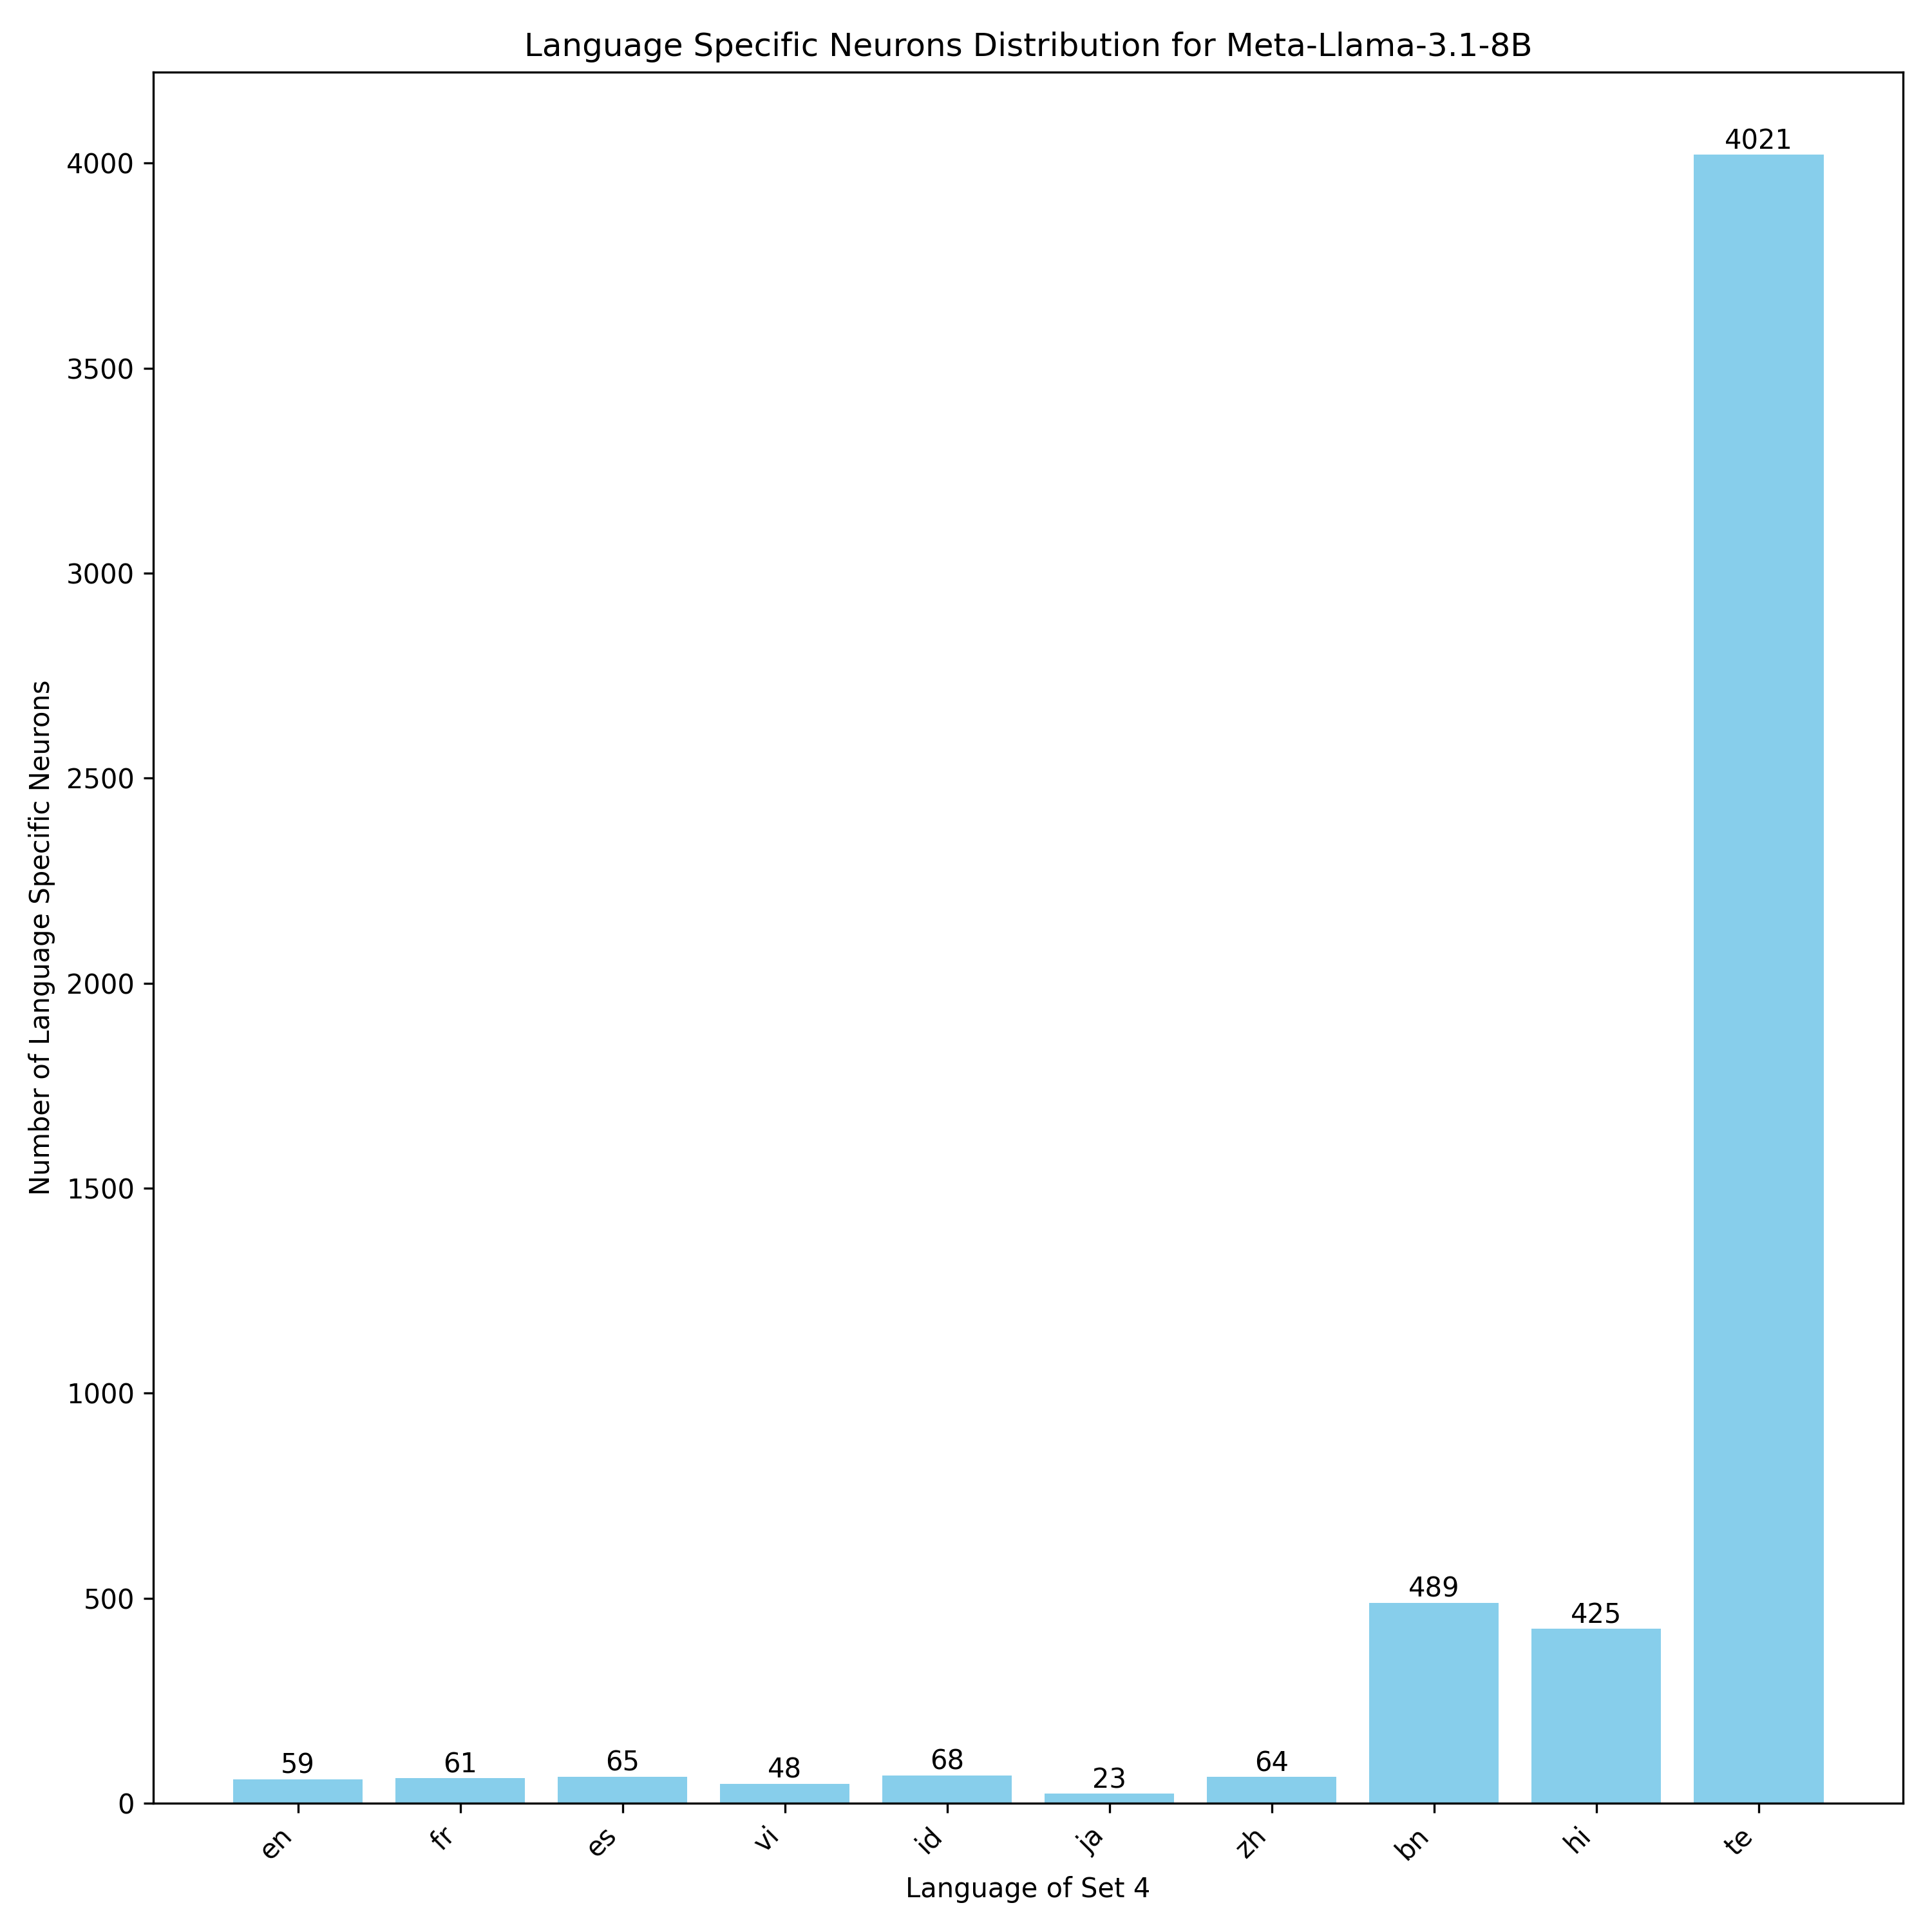 Language Specific Neurons Distribution for Meta-Llama-3.1-8B
Number of Language Specific Neurons
4000
3500
3000
2500
2000
1500
1000
500
0
59
61
65
48
68
23
64
489
425
4021
en
fr
es
vi
id
ja
zh
bn
hi
te
Language of Set 4